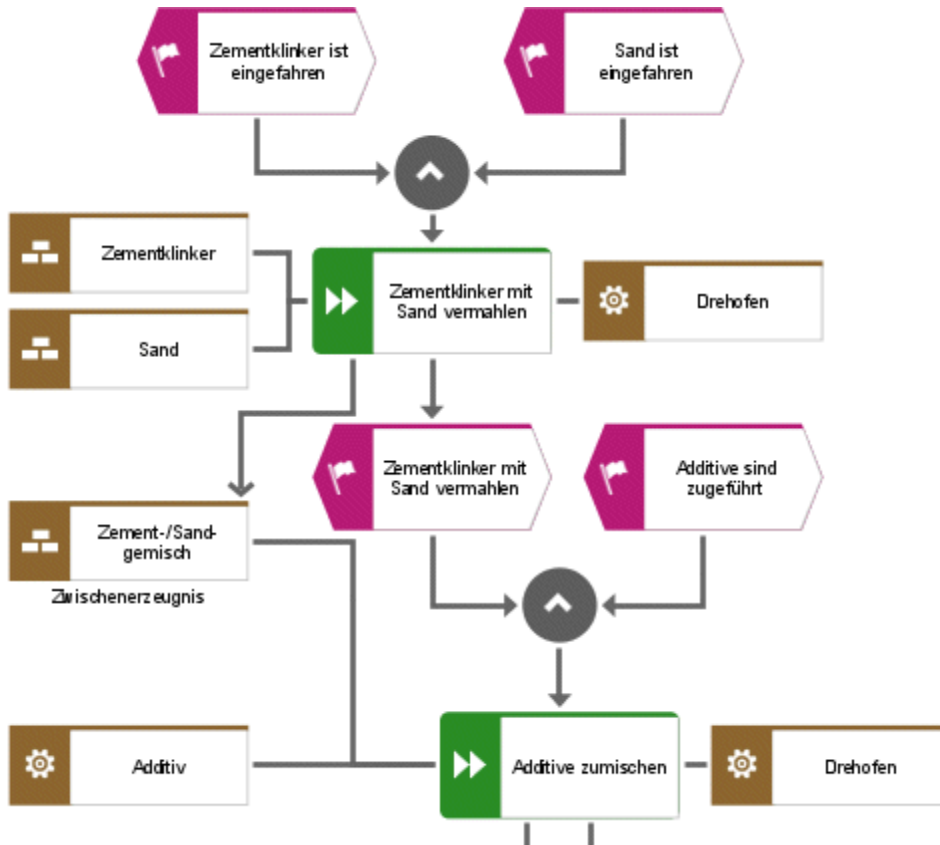 Zementklinker ist
eingefahren
Sand ist
eingefahren
Zementklinker
Zementklinker mit
Sand vermahlen
Drehofen
Sand
Zementklinker mit
Sand vermahlen
Additive sind
zugeführt
Zement-/Sand-
gemisch
Zwischenerzeugnis
Additiv
Additive zumischen
Drehofen